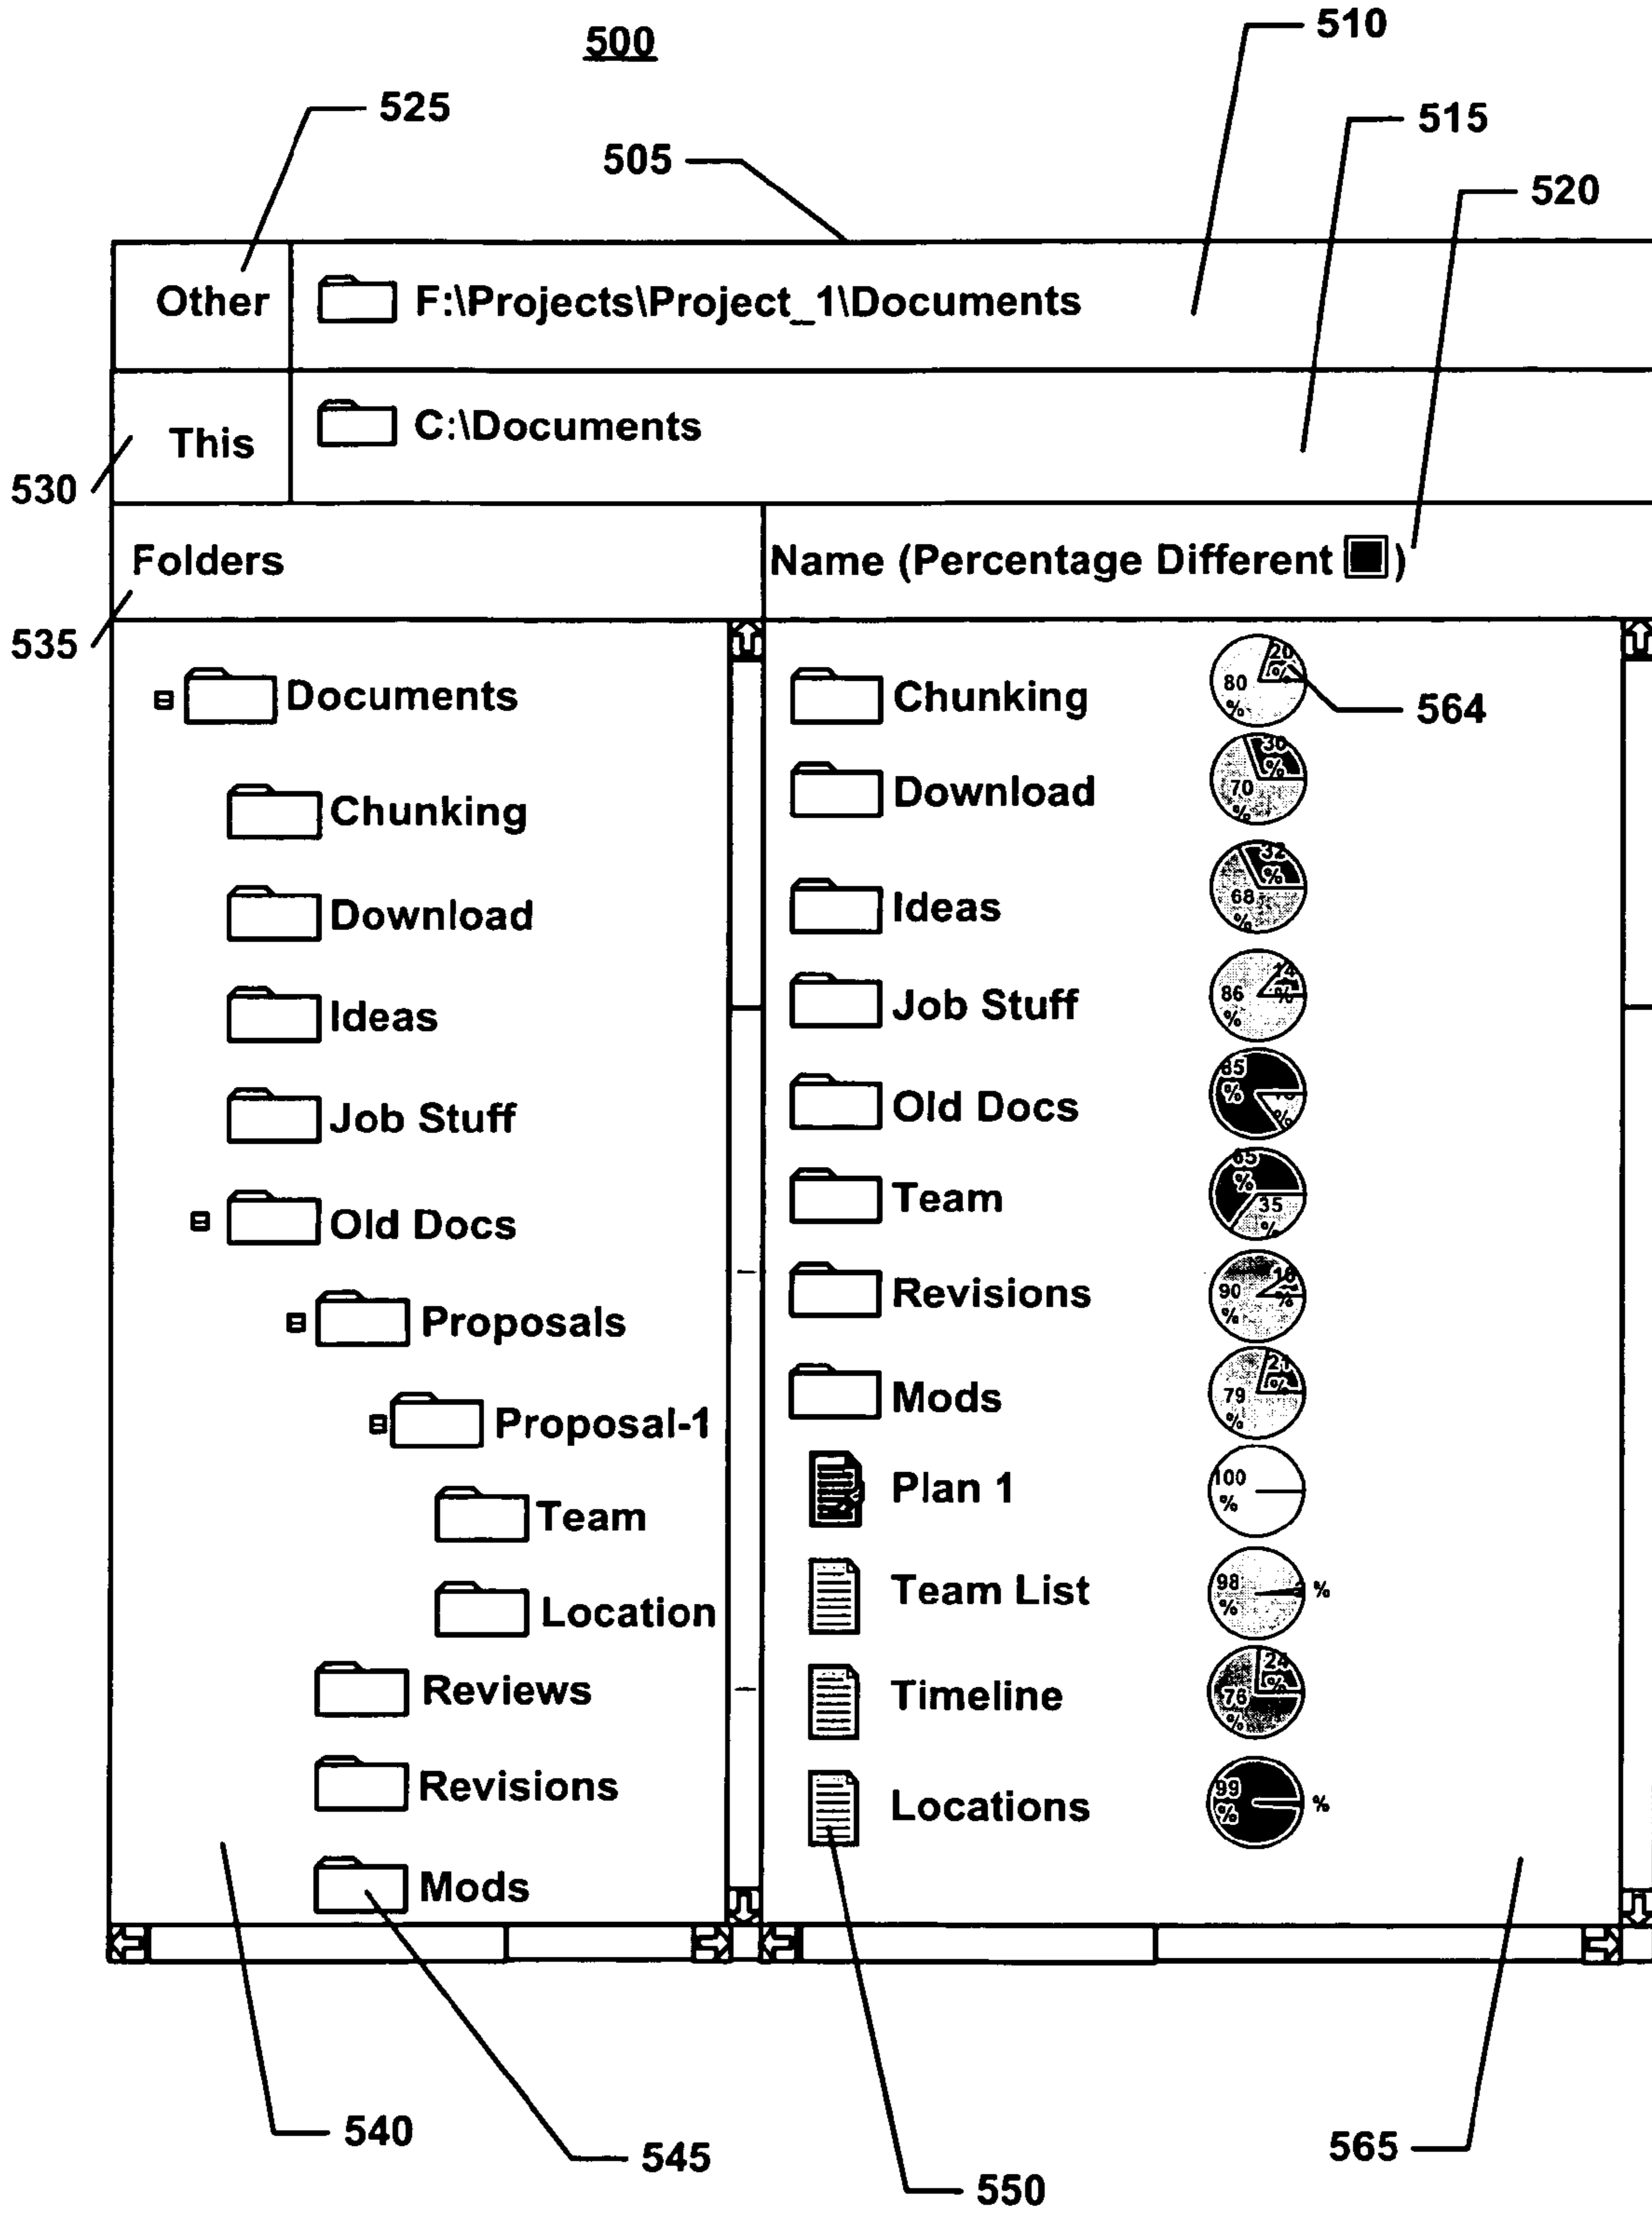 500
510
525
515
505
520
Other F:\Projects\Project_1\Documents
This C:\Documents
530
Folders Name (Percentage Different )
535
Documents
Chunking
Download
Ideas
Job Stuff
Old Docs
Proposals
Proposal-1
Team
Location
Reviews
Revisions
Mods
Chunking 80 % 20 %
564
Download 70 % 30 %
Ideas 68 % 32 %
Job Stuff 86 % 14 %
Old Docs 85 % %
Team 65 % 35 %
Revisions 90 % %
Mods 79 % 21 %
Plan 1 100 %
Team List 98 % %
Timeline 76 % 24 %
Locations 99 % %
540
545
550
565